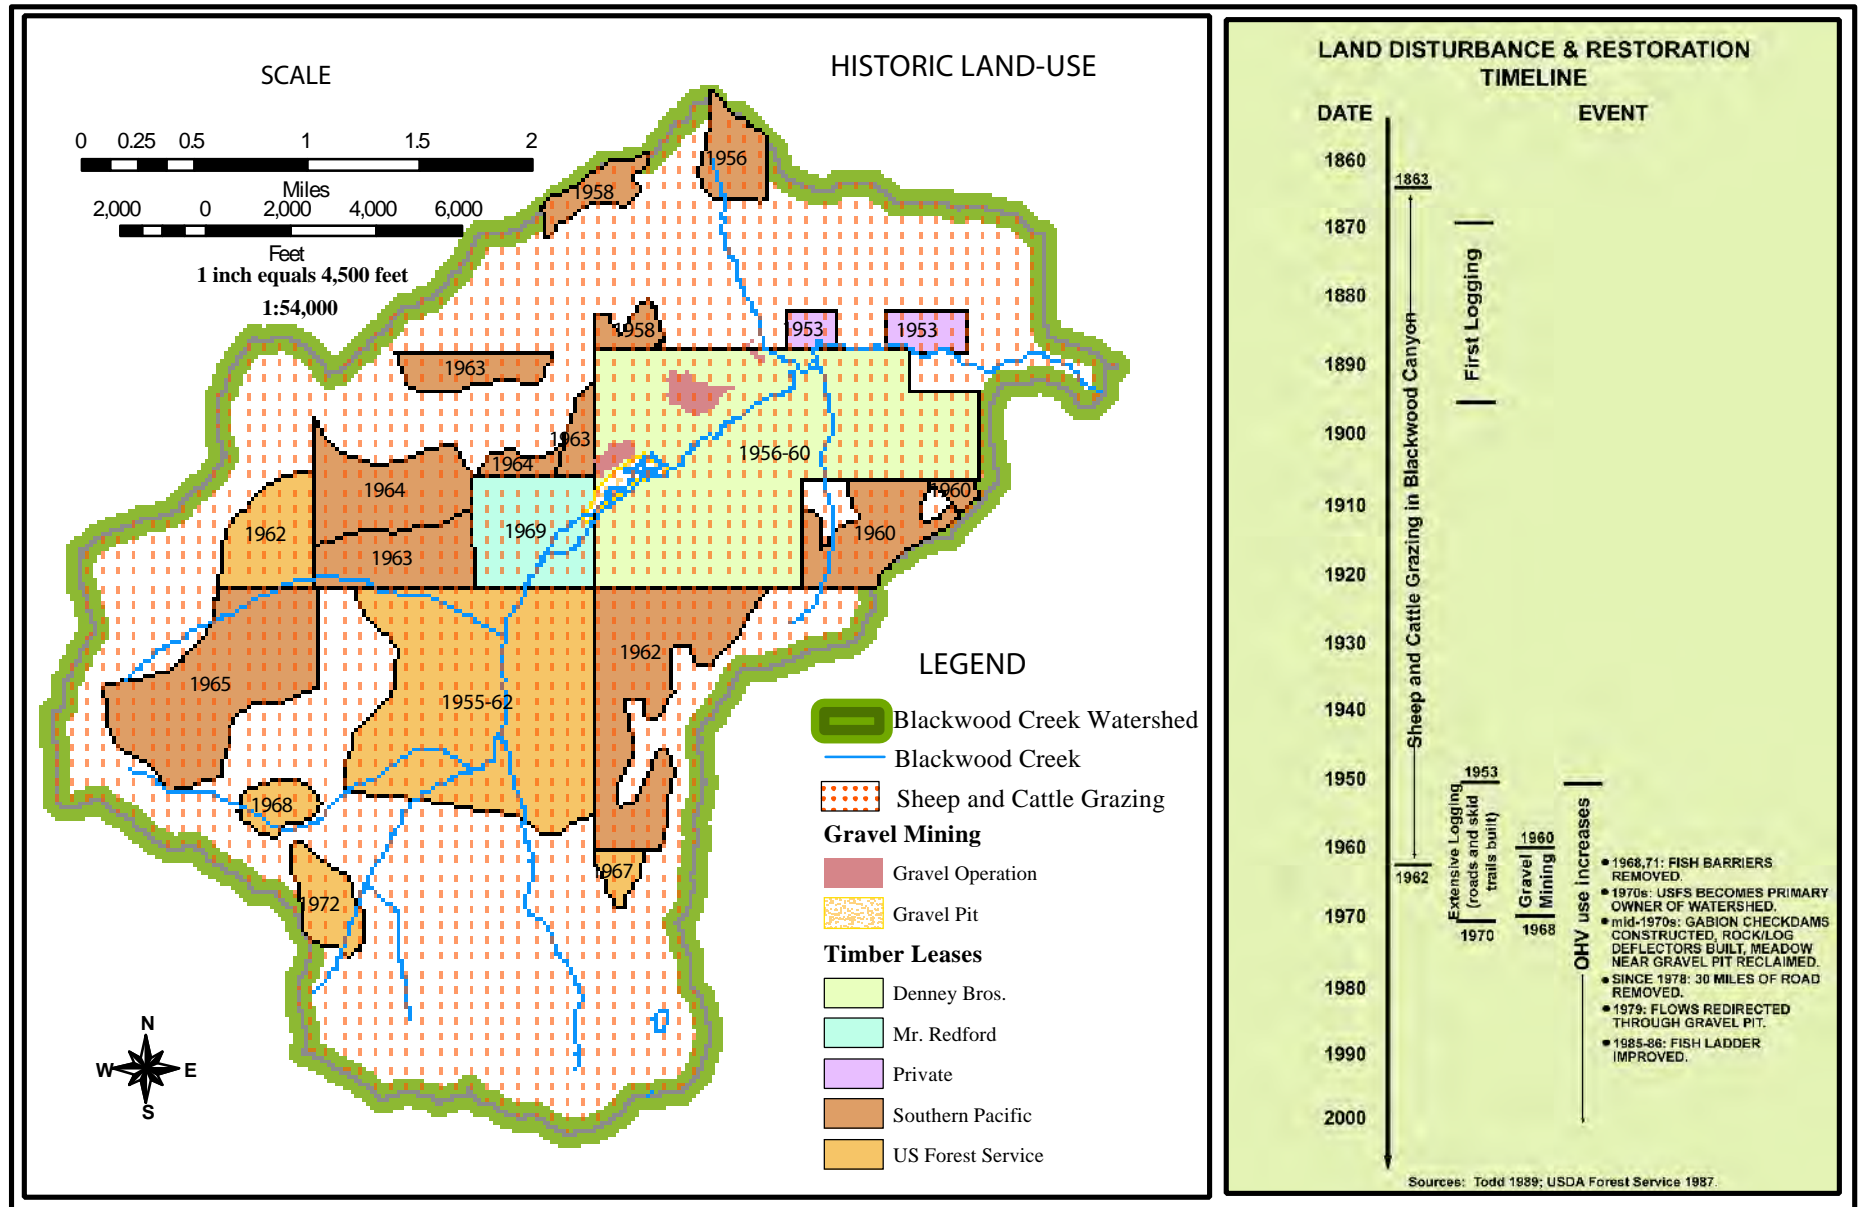 SCALE
HISTORIC LAND-USE
0 0.25 0.5 1 1.5 2
Miles
2,000 0 2,000 4,000 6,000
Feet
1 inch equals 4,500 feet
1:54,000
1956
1958
1958
1953
1953
1963
1963
1964
1956-60
1964
1960
1962
1969
1960
1963
1962
1965
1955-62
1968
1967
1972
N
W E
S
LEGEND
Blackwood Creek Watershed
Blackwood Creek
Sheep and Cattle Grazing
Gravel Mining
Gravel Operation
Gravel Pit
Timber Leases
Denney Bros.
Mr. Redford
Private
Southern Pacific
US Forest Service
LAND DISTURBANCE & RESTORATION
TIMELINE
DATE EVENT
1860
1870
1880
1890
1900
1910
1920
1930
1940
1950
1960
1970
1980
1990
2000
1863
Sheep and Cattle Grazing in Blackwood Canyon
1962
First Logging
1953
Extensive Logging
(roads and skid
trails built)
1970
1960
Gravel
Mining
1968
OHV use increases
• 1968,71: FISH BARRIERS
REMOVED.
• 1970s: USFS BECOMES PRIMARY
OWNER OF WATERSHED.
• mid-1970s: GABION CHECKDAMS
CONSTRUCTED, ROCK/LOG
DEFLECTORS BUILT, MEADOW
NEAR GRAVEL PIT RECLAIMED.
• SINCE 1978: 30 MILES OF ROAD
REMOVED.
• 1979: FLOWS REDIRECTED
THROUGH GRAVEL PIT.
• 1985-86: FISH LADDER
IMPROVED.
Sources: Todd 1989; USDA Forest Service 1987.